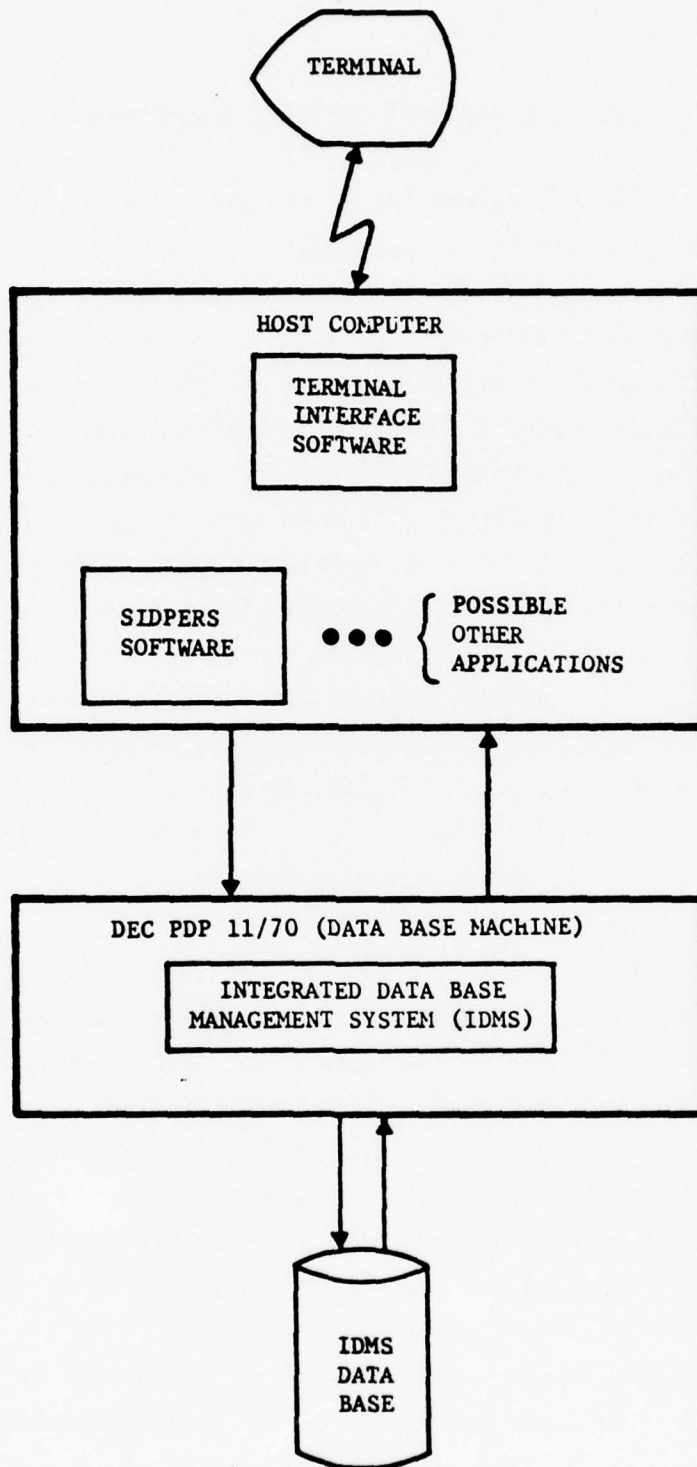 TERMINAL
HOST COMPUTER
TERMINAL
INTERFACE
SOFTWARE
SIDPERS
SOFTWARE
POSSIBLE
OTHER
APPLICATIONS
DEC PDP 11/70 (DATA BASE MACHINE)
INTEGRATED DATA BASE
MANAGEMENT SYSTEM (IDMS)
IDMS
DATA
BASE